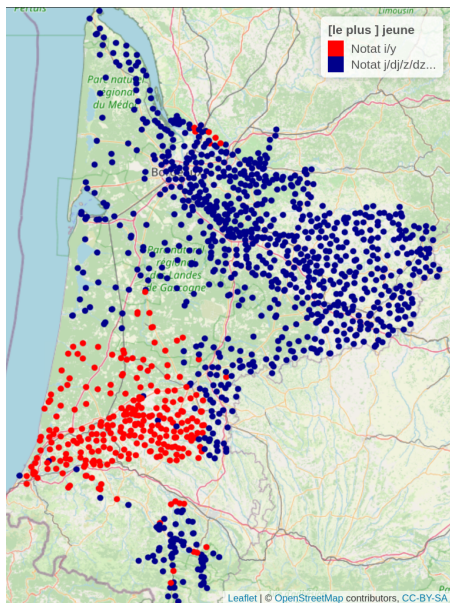 Pertuis
Limousin
[le plus ] jeune
Notat i/y
Notat j/dj/z/dz...
Parc naturel
régional
du Médoc
Parc naturel
régional
des Landes
de Gascogne
Leaflet | © OpenStreetMap contributors, CC-BY-SA